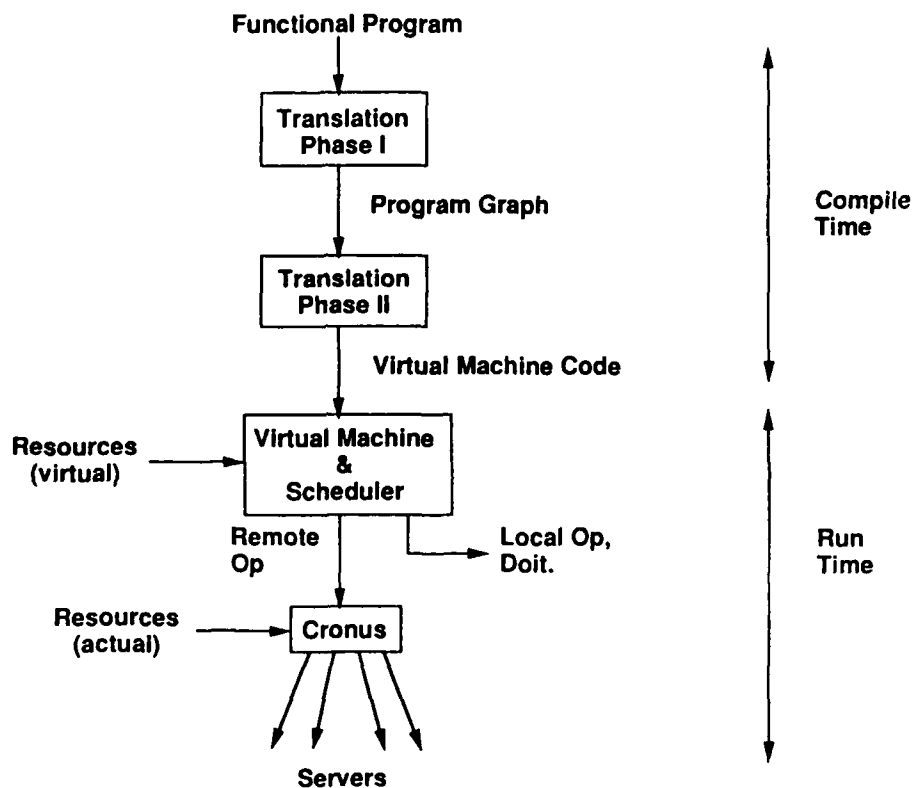 Functional Program
Translation
Phase I
Program Graph
Compile
Time
Translation
Phase II
Virtual Machine Code
Resources
(virtual)
Virtual Machine
&
Scheduler
Remote
Op
Local Op,
Doit.
Run
Time
Resources
(actual)
Cronus
Servers